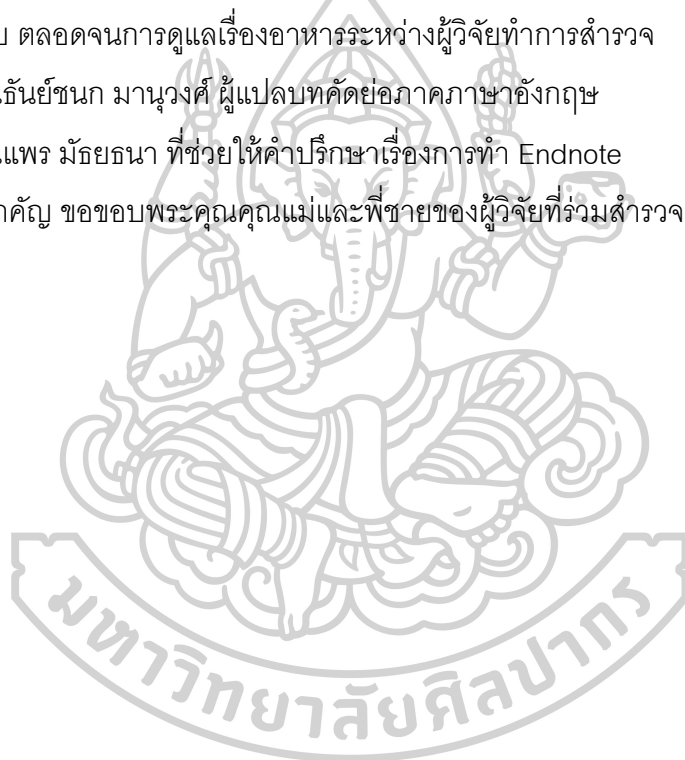 ตลอดจนการดูแลเรื่องอาหารระหว่างผู้วิจัยทำการสำรวจ
ธันย์ชนก มานุวงศ์ ผู้แปลบทคัดย่อภาคภาษาอังกฤษ
แพร มัธยธนา ที่ช่วยให้คำปรึกษาเรื่องการทำ Endnote
ขอขอบพระคุณคุณแม่และพี่ชายของผู้วิจัยที่ร่วมสำรวจ
มหาวิทยาลัยศิลปากร